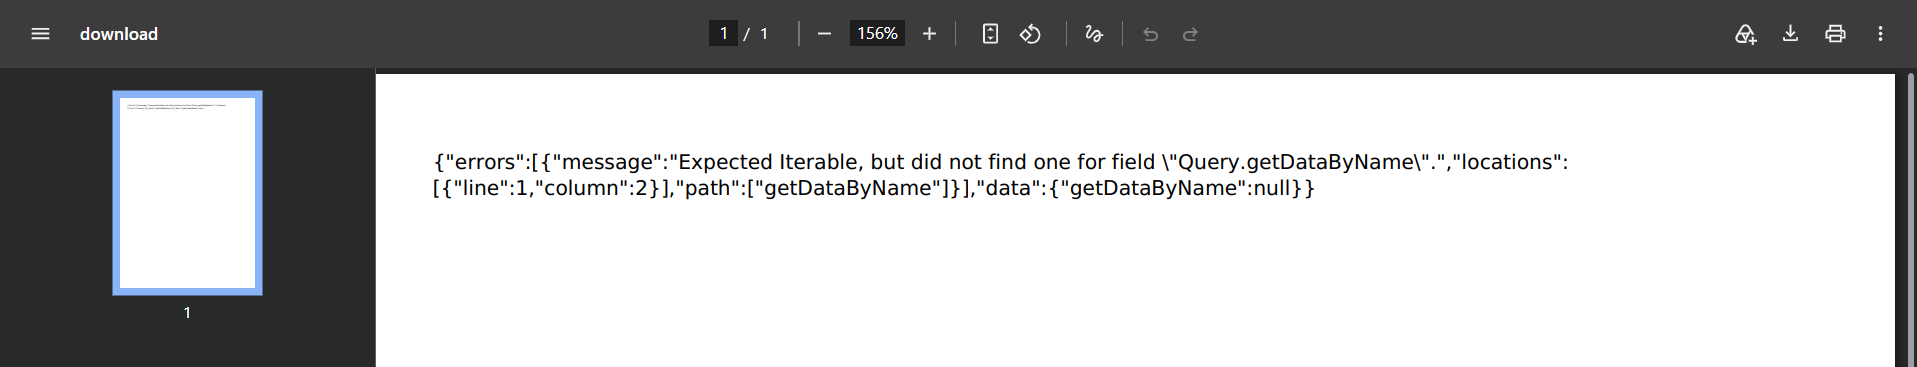 download
1 / 1
156%
1
{"errors":[{"message":"Expected Iterable, but did not find one for field \"Query.getDataByName\".","locations":
[{"line":1,"column":2}],"path":["getDataByName"]}],"data":{"getDataByName":null}}